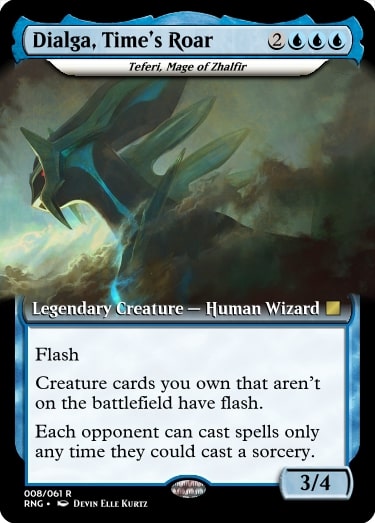 Dialga, Time's Roar 2
Teferi, Mage of Zhalfir
Legendary Creature — Human Wizard
Flash
Creature cards you own that aren't
on the battlefield have flash.
Each opponent can cast spells only
any time they could cast a sorcery.
3/4
008/061 R
RNG • Devin Elle Kurtz